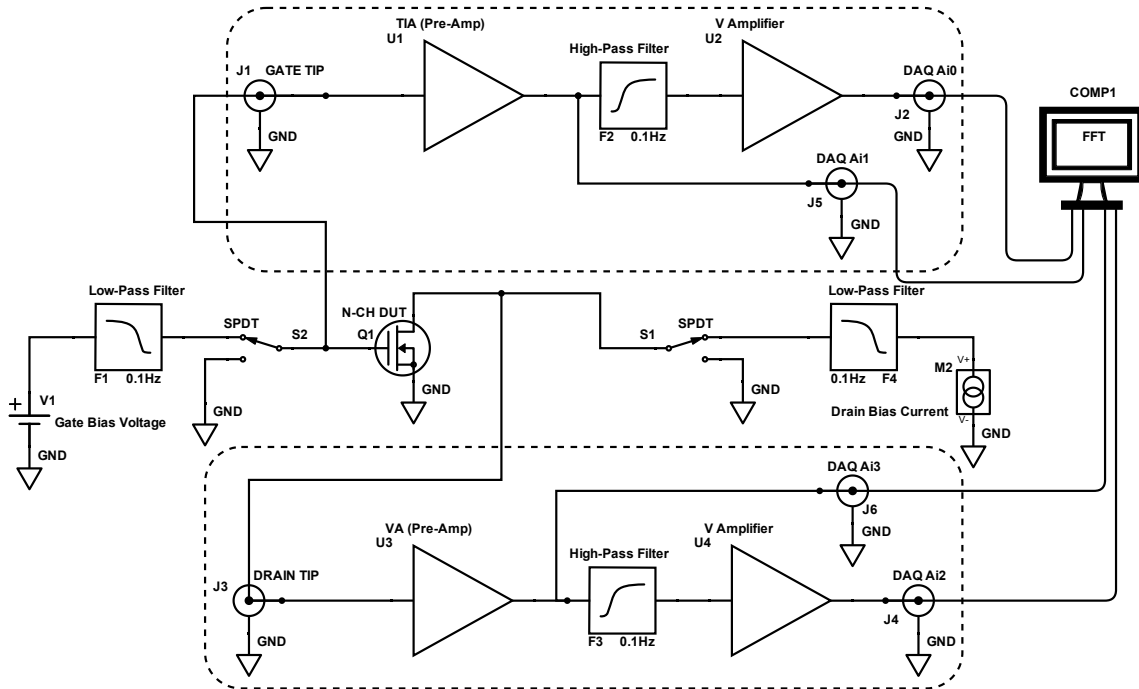 TIA (Pre-Amp)
U1
V Amplifier
U2
High-Pass Filter
F2 0.1Hz
J1 GATE TIP
GND
DAQ Ai0
J2
GND
COMP1
FFT
DAQ Ai1
J5
GND
Low-Pass Filter
F1 0.1Hz
SPDT
S2
GND
N-CH DUT
Q1
GND
SPDT
S1
GND
Low-Pass Filter
0.1Hz F4
M2
V+
V-
Drain Bias Current
GND
+
V1
Gate Bias Voltage
GND
DAQ Ai3
J6
GND
VA (Pre-Amp)
U3
V Amplifier
U4
High-Pass Filter
F3 0.1Hz
J3 DRAIN TIP
GND
DAQ Ai2
J4
GND